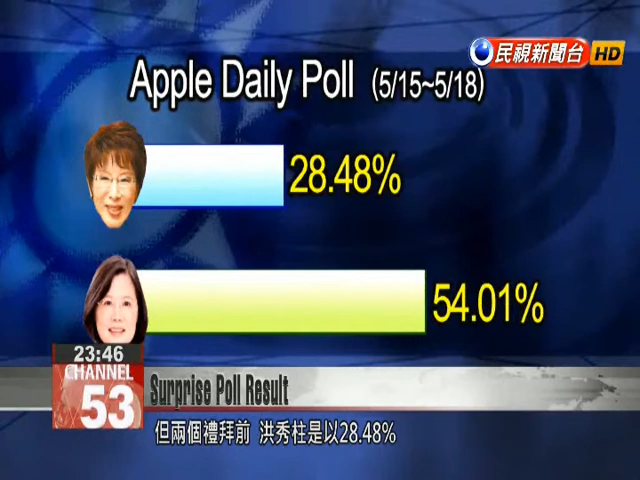 民視新聞台 HD
Apple Daily Poll (5/15~5/18)
28.48%
54.01%
23:46
CHANNEL
53
Surprise Poll Result
但兩個禮拜前 洪秀柱是以28.48%